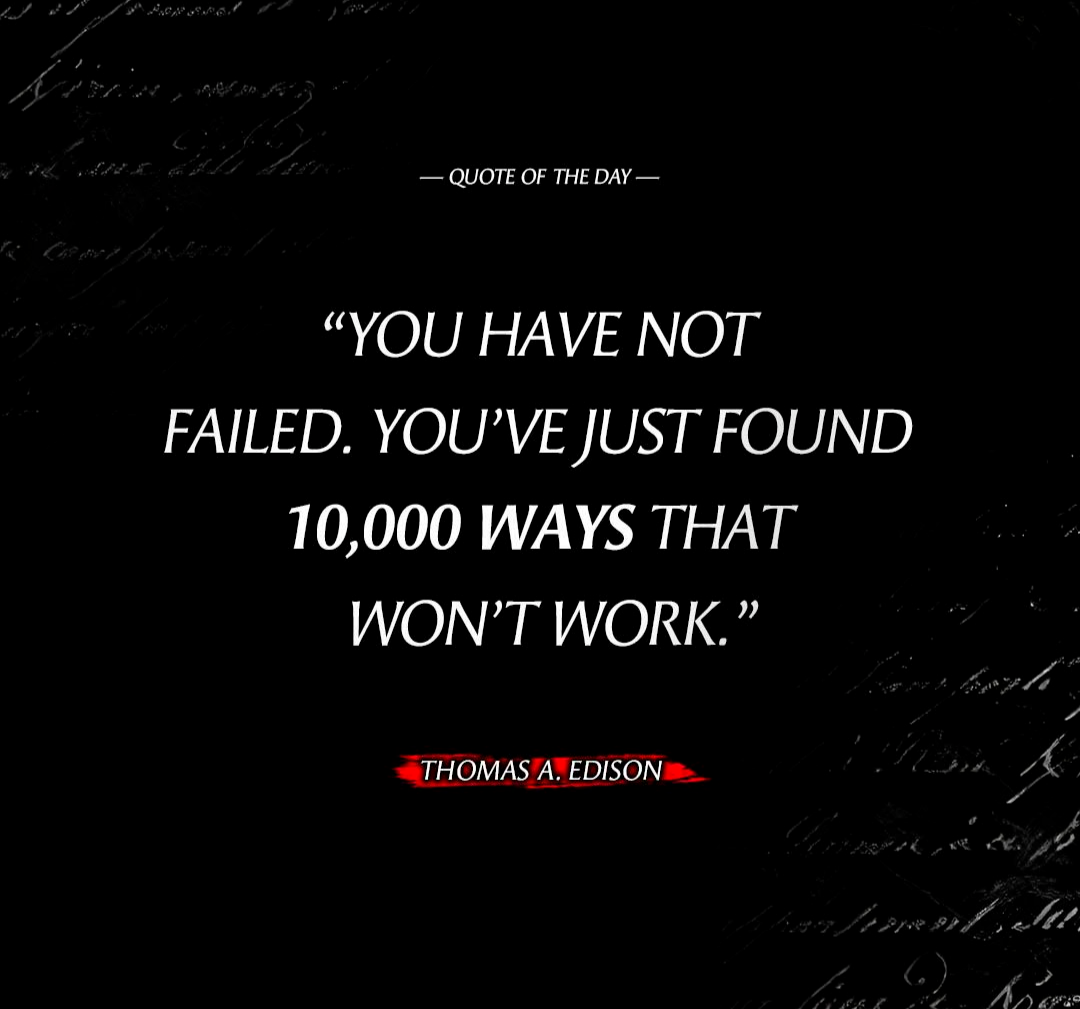 — QUOTE OF THE DAY —
“YOU HAVE NOT
FAILED. YOU’VE JUST FOUND
10,000 WAYS THAT
WON’T WORK.”
THOMAS A. EDISON